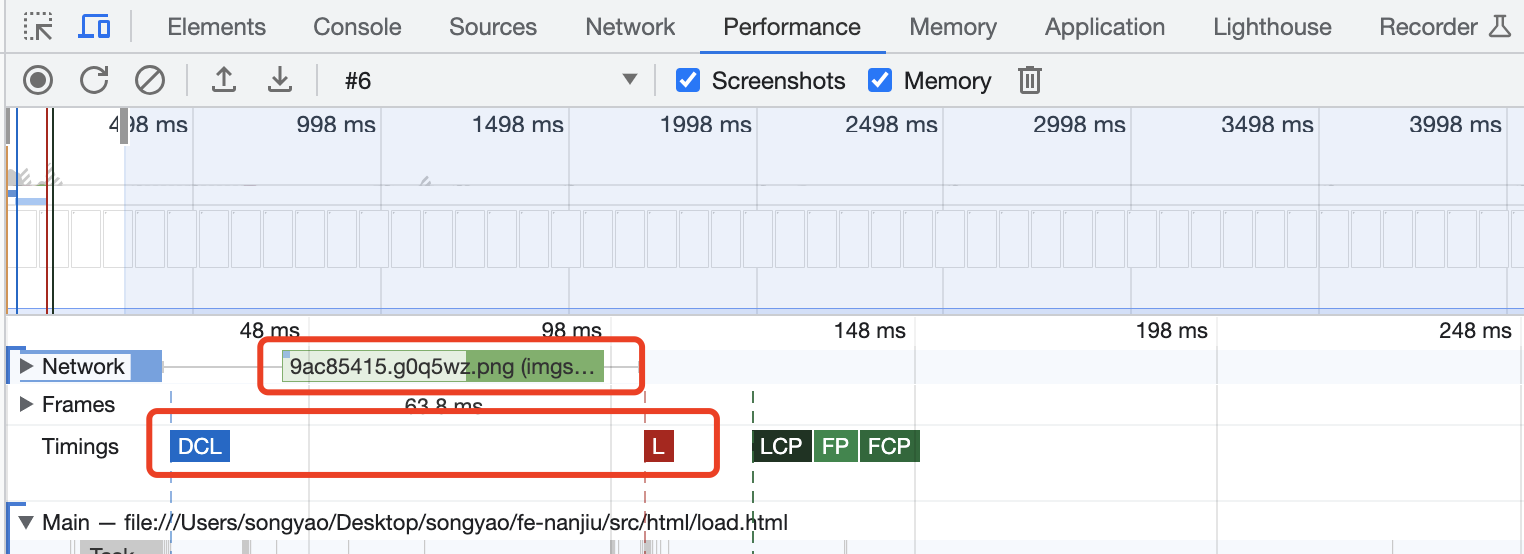 Elements Console Sources Network Performance Memory Application Lighthouse Recorder
#6 Screenshots Memory
498 ms 998 ms 1498 ms 1998 ms 2498 ms 2998 ms 3498 ms 3998 ms
48 ms 98 ms 148 ms 198 ms 248 ms
Network 9ac85415.g0q5wz.png (imgs…
Frames 63.8 ms
Timings DCL L LCP FP FCP
Main — file:///Users/songyao/Desktop/songyao/fe-nanjiu/src/html/load.html
Task